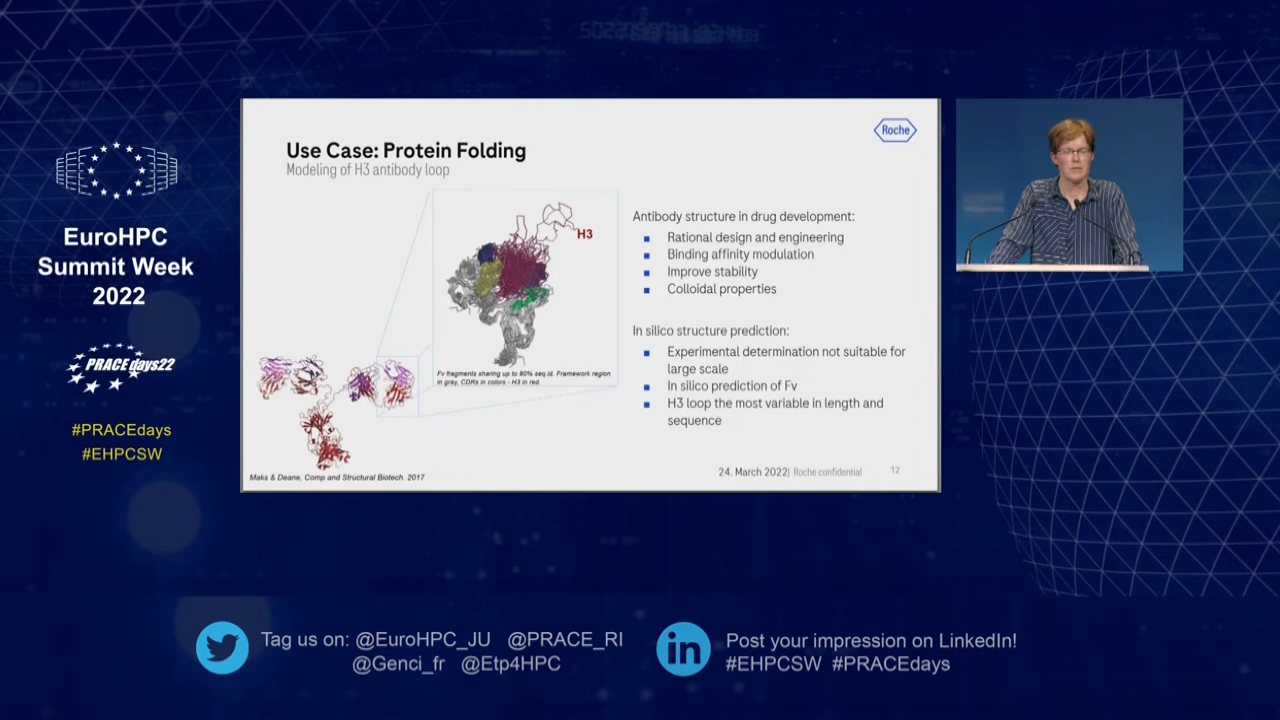 EuroHPC
Summit Week
2022
PRACEdays22
#PRACEdays
#EHPCSW
Roche
Use Case: Protein Folding
Modeling of H3 antibody loop
H3
Fv fragments sharing up to 80% seq.id. Framework region
in gray, CDRs in colors - H3 in red.
Maks & Deane, Comp and Structural Biotech. 2017
Antibody structure in drug development:
Rational design and engineering
Binding affinity modulation
Improve stability
Colloidal properties
In silico structure prediction:
Experimental determination not suitable for
large scale
In silico prediction of Fv
H3 loop the most variable in length and
sequence
24. March 2022| Roche confidential 12
Tag us on: @EuroHPC_JU @PRACE_RI
@Genci_fr @Etp4HPC
in
Post your impression on LinkedIn!
#EHPCSW #PRACEdays